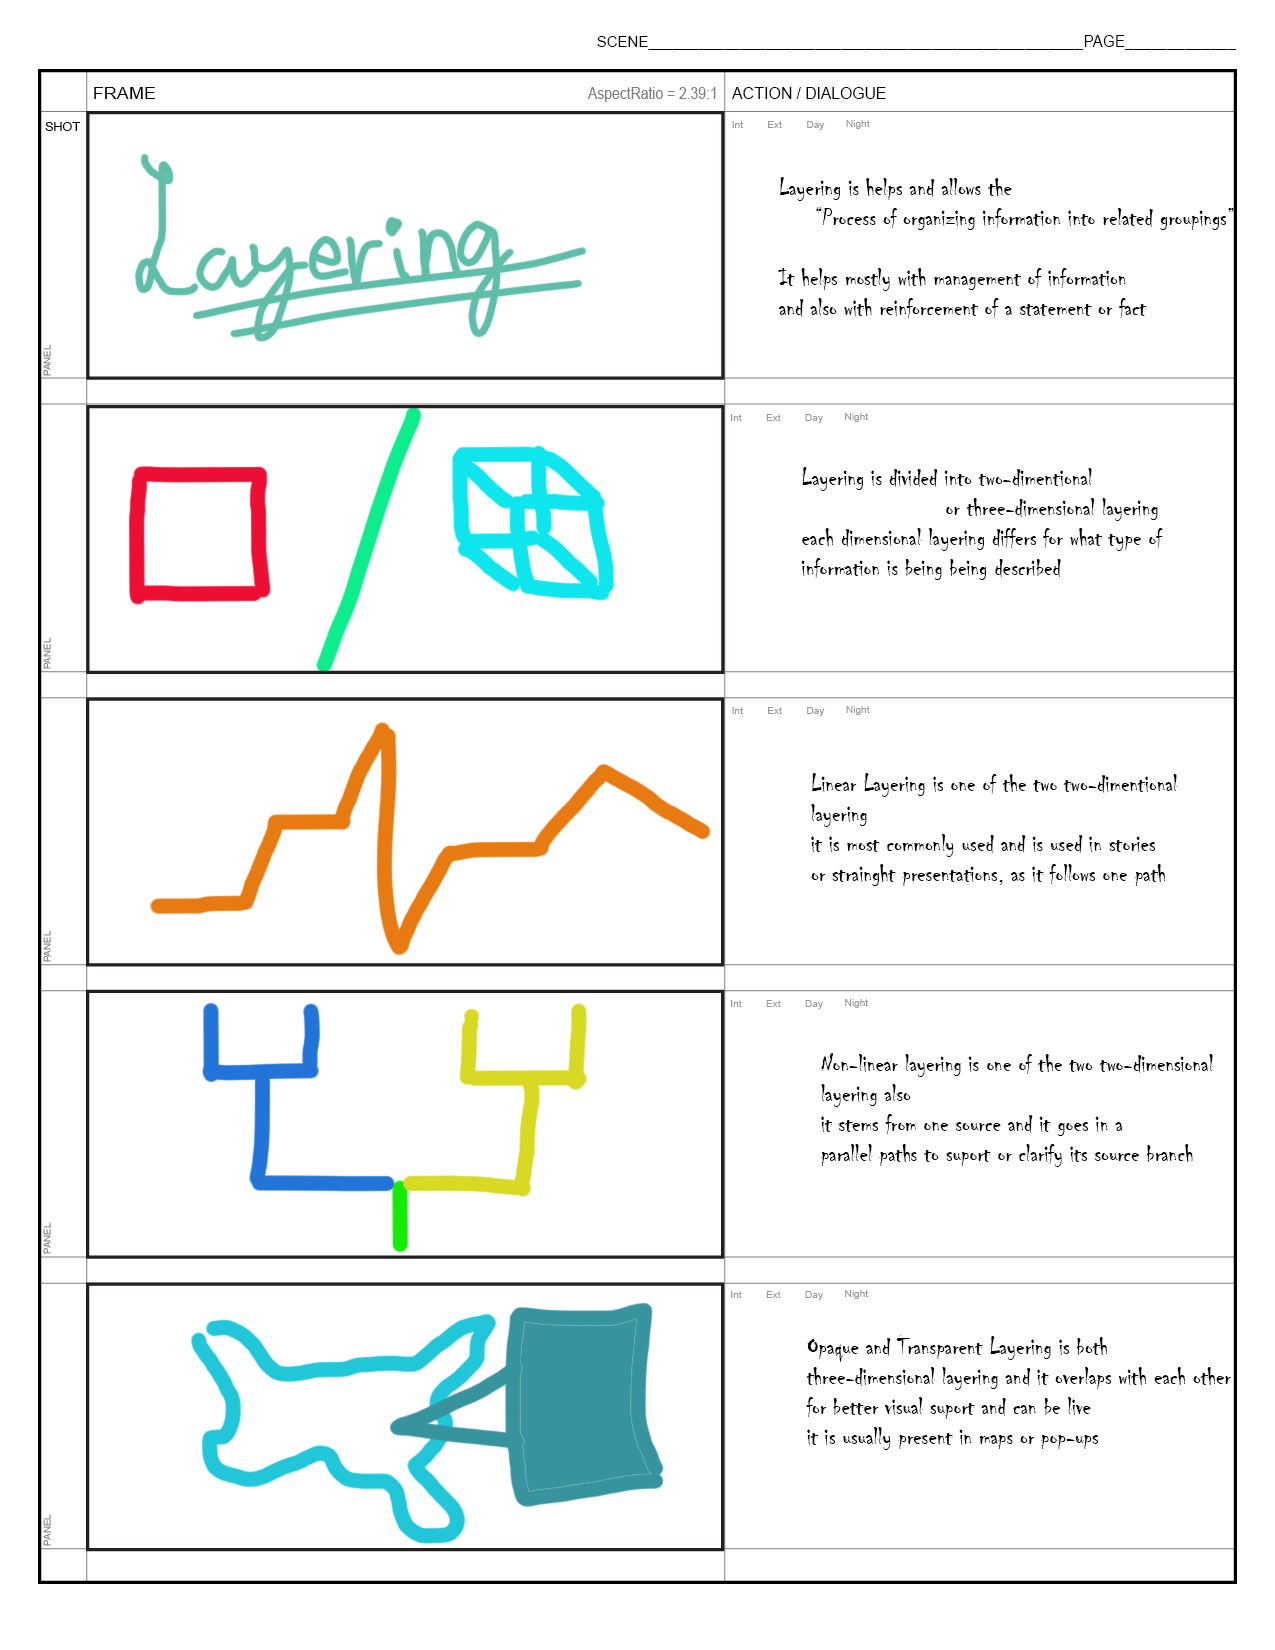 SCENE____________________________________________________PAGE_____________
FRAME AspectRatio = 2.39:1 ACTION / DIALOGUE
SHOT
Int Ext Day Night
Layering
Layering is helps and allows the
"Process of organizing information into related groupings"
It helps mostly with management of information
and also with reinforcement of a statement or fact
PANEL
Int Ext Day Night
Layering is divided into two-dimentional
or three-dimensional layering
each dimensional layering differs for what type of
information is being being described
PANEL
Int Ext Day Night
Linear Layering is one of the two two-dimentional
layering
it is most commonly used and is used in stories
or strainght presentations, as it follows one path
PANEL
Int Ext Day Night
Non-linear layering is one of the two two-dimensional
layering also
it stems from one source and it goes in a
parallel paths to suport or clarify its source branch
PANEL
Int Ext Day Night
Opaque and Transparent Layering is both
three-dimensional layering and it overlaps with each other
for better visual suport and can be live
it is usually present in maps or pop-ups
PANEL